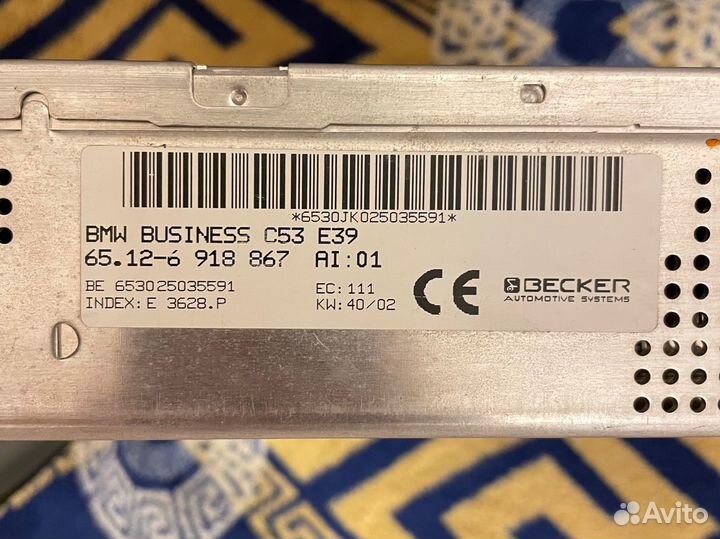 *6530JK025035591*
BMW BUSINESS C53 E39
65.12-6 918 867 AI:01
BE 653025035591 EC:111
INDEX:E 3628.P KW:40/02
CE
BECKER
AUTOMOTIVE SYSTEMS
Avito